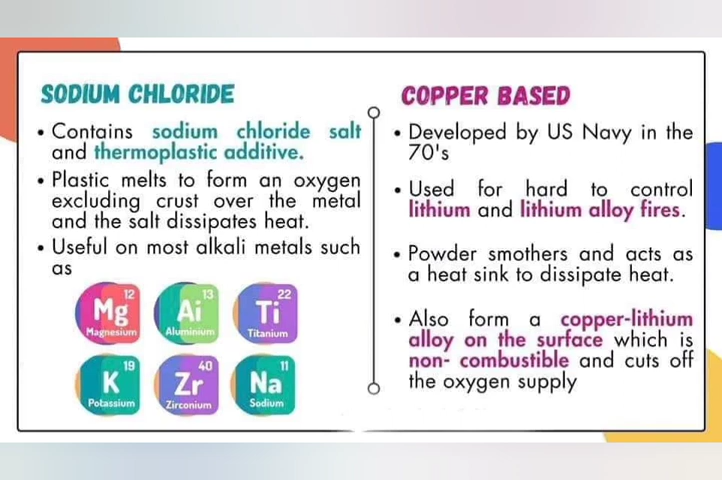 SODIUM CHLORIDE
• Contains sodium chloride salt
and thermoplastic additive.
• Plastic melts to form an oxygen
excluding crust over the metal
and the salt dissipates heat.
• Useful on most alkali metals such
as
12
Mg
Magnesium
13
Ai
Aluminium
22
Ti
Titanium
19
K
Potassium
40
Zr
Zirconium
11
Na
Sodium
COPPER BASED
• Developed by US Navy in the
70's
• Used for hard to control
lithium and lithium alloy fires.
• Powder smothers and acts as
a heat sink to dissipate heat.
• Also form a copper-lithium
alloy on the surface which is
non- combustible and cuts off
the oxygen supply